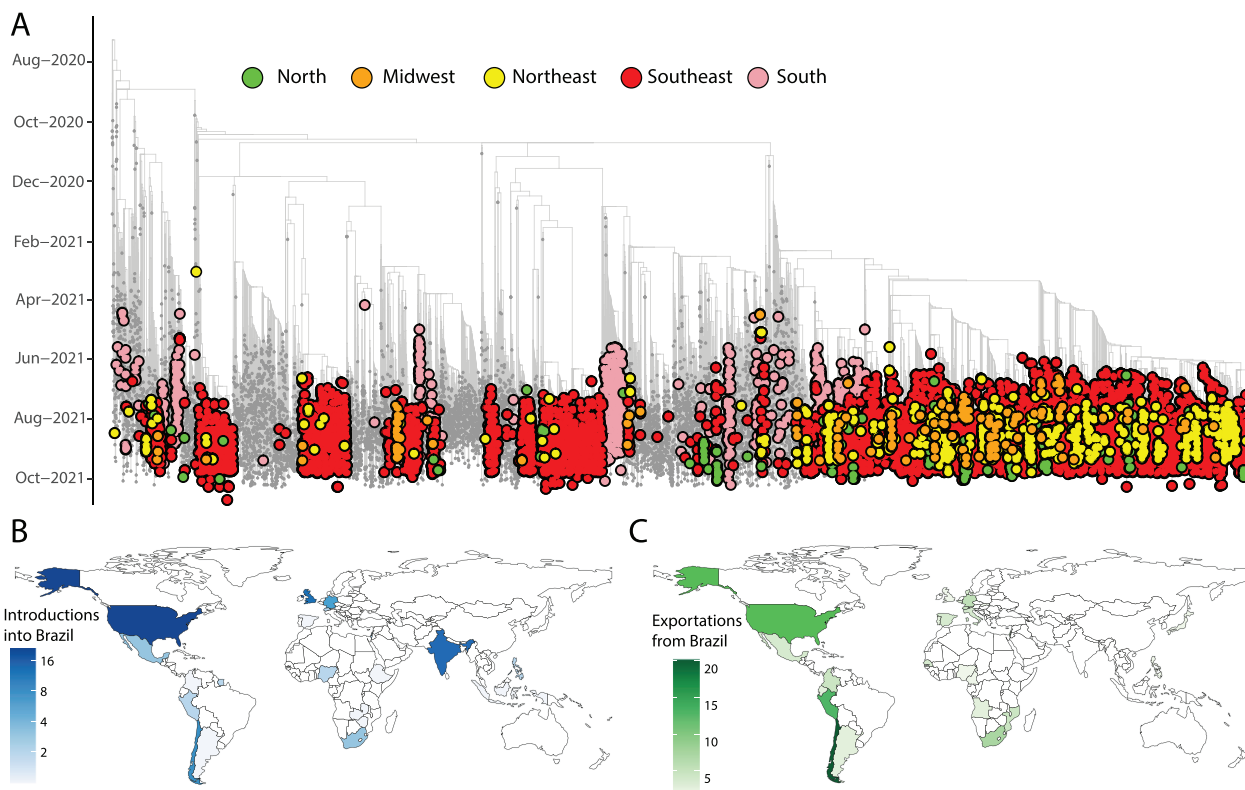 A
North Midwest Northeast Southeast South
Aug−2020
Oct−2020
Dec−2020
Feb−2021
Apr−2021
Jun−2021
Aug−2021
Oct−2021
B
Introductions
into Brazil
16
8
4
2
C
Exportations
from Brazil
20
15
10
5